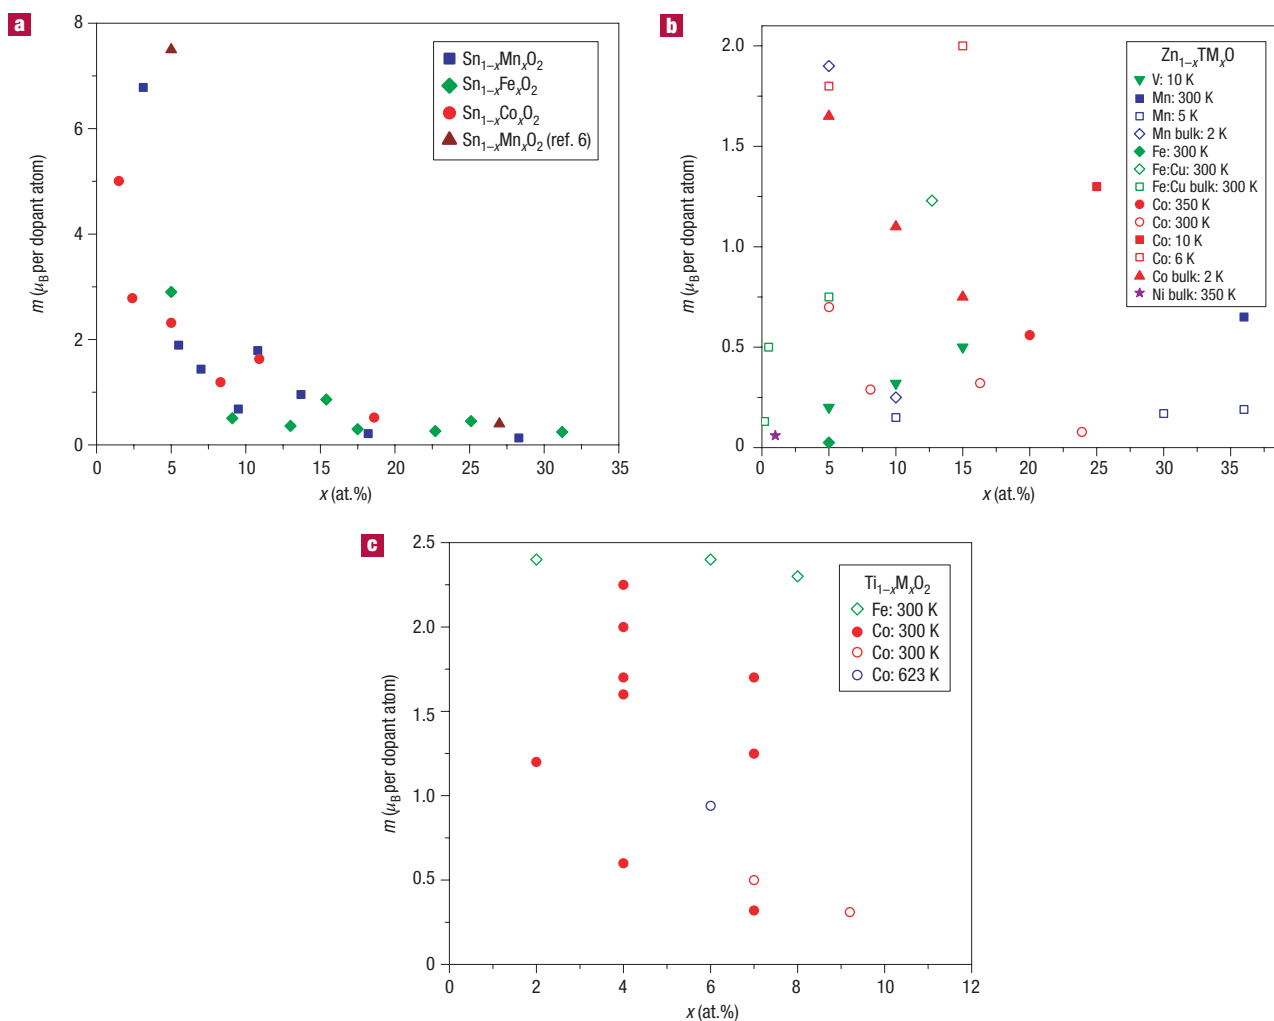 a
8
6
4
2
0
m (μB per dopant atom)
0 5 10 15 20 25 30 35
x (at.%)
Sn1–xMnxO2
Sn1–xFexO2
Sn1–xCoxO2
Sn1–xMnxO2 (ref. 6)
b
2.0
1.5
1.0
0.5
0
m (μB per dopant atom)
0 5 10 15 20 25 30 35
x (at.%)
Zn1–xTMxO
V: 10 K
Mn: 300 K
Mn: 5 K
Mn bulk: 2 K
Fe: 300 K
Fe:Cu: 300 K
Fe:Cu bulk: 300 K
Co: 350 K
Co: 300 K
Co: 10 K
Co: 6 K
Co bulk: 2 K
Ni bulk: 350 K
c
2.5
2.0
1.5
1.0
0.5
0
m (μB per dopant atom)
0 2 4 6 8 10 12
x (at.%)
Ti1–xMxO2
Fe: 300 K
Co: 300 K
Co: 300 K
Co: 623 K